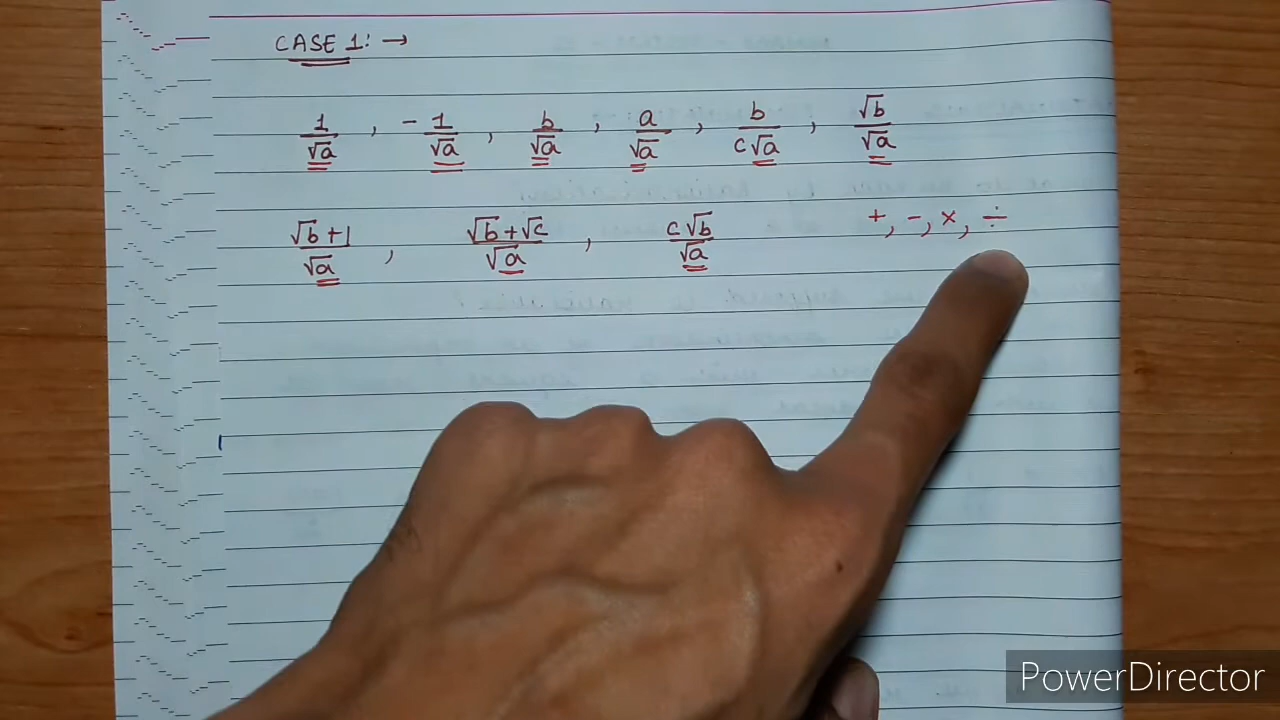 CASE 1: →
1/√a , - 1/√a , b/√a , a/√a , b/c√a , √b/√a
√b+1/√a , √b+√c/√a , c√b/√a +, -, ×, ÷
PowerDirector